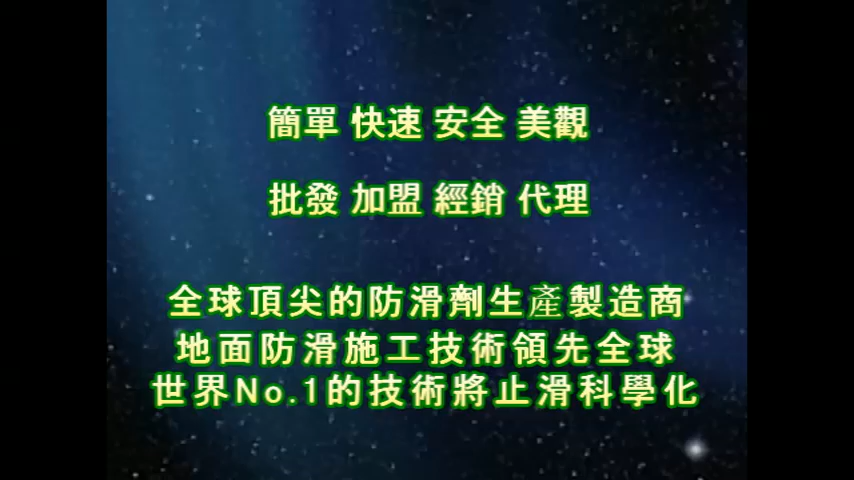 簡單 快速 安全 美觀
批發 加盟 經銷 代理
全球頂尖的防滑劑生產製造商
地面防滑施工技術領先全球
世界No.1的技術將止滑科學化